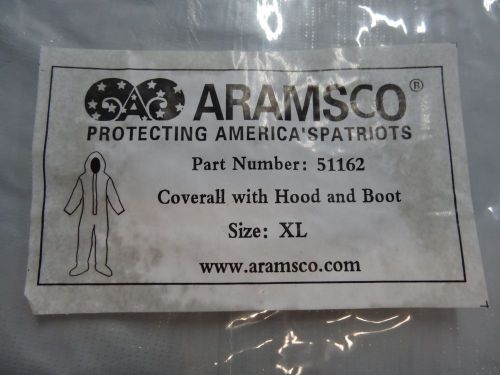 ARAMSCO®
PROTECTING AMERICA'SPATRIOTS
Part Number: 51162
Coverall with Hood and Boot
Size: XL
www.aramsco.com